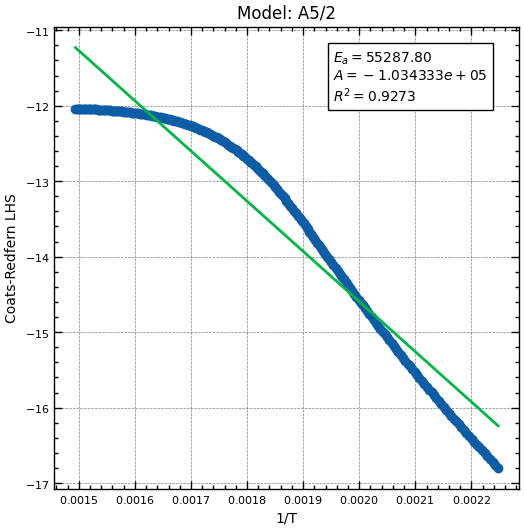 Model: A5/2
E_a = 55287.80
A = −1.034333e + 05
R² = 0.9273
−11
−12
−13
−14
−15
−16
−17
Coats-Redfern LHS
0.0015 0.0016 0.0017 0.0018 0.0019 0.0020 0.0021 0.0022
1/T